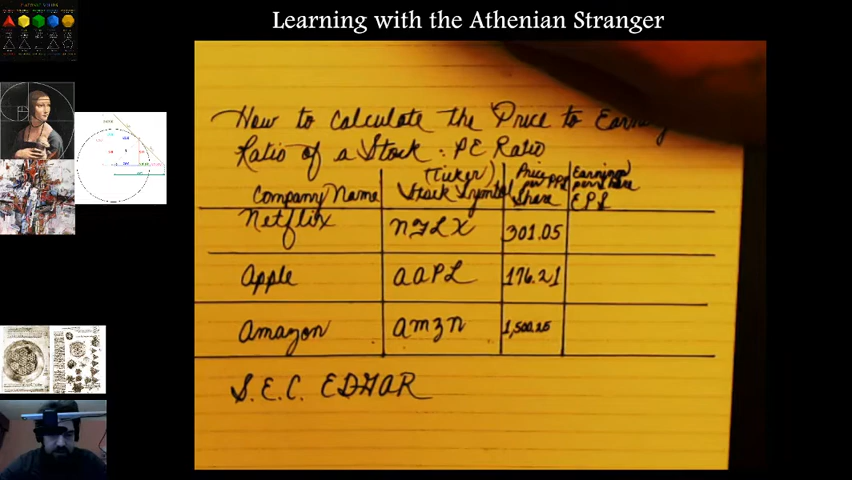 Learning with the Athenian Stranger
How to Calculate the Price to Earning
Ratio of a Stock: PE Ratio
Company Name
(Ticker)
Stock Symbol
Price
per PPS
Share
Earnings
per share
EPS
Netflix NFLX 301.05
Apple AAPL 176.21
Amazon amzn 1,500.25
S.E.C. EDGAR